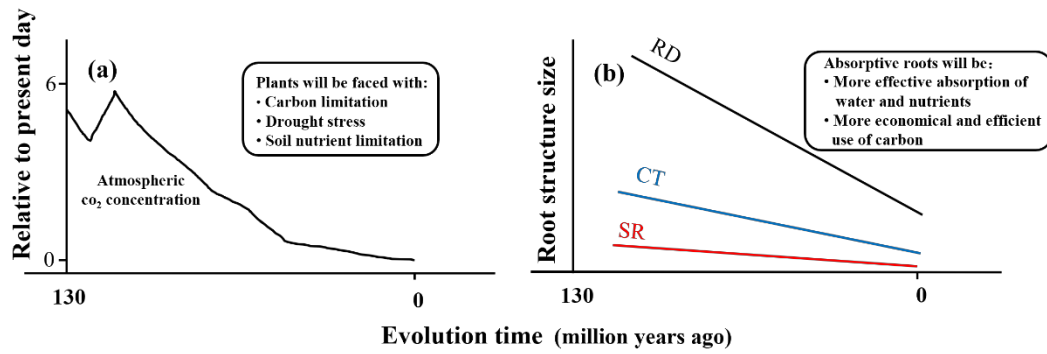 Relative to present day
(a)
6
0
Plants will be faced with:
• Carbon limitation
• Drought stress
• Soil nutrient limitation
Atmospheric
co₂ concentration
130
0
Root structure size
(b)
RD
CT
SR
Absorptive roots will be:
• More effective absorption of
water and nutrients
• More economical and efficient
use of carbon
130
0
Evolution time (million years ago)